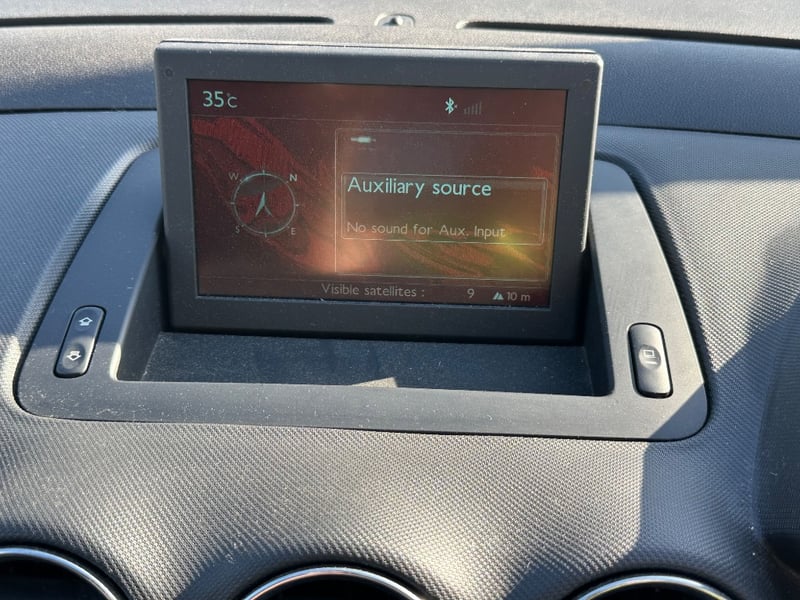 35°C
W N
S E
Auxiliary source
No sound for Aux. Input
Visible satellites : 9 10 m